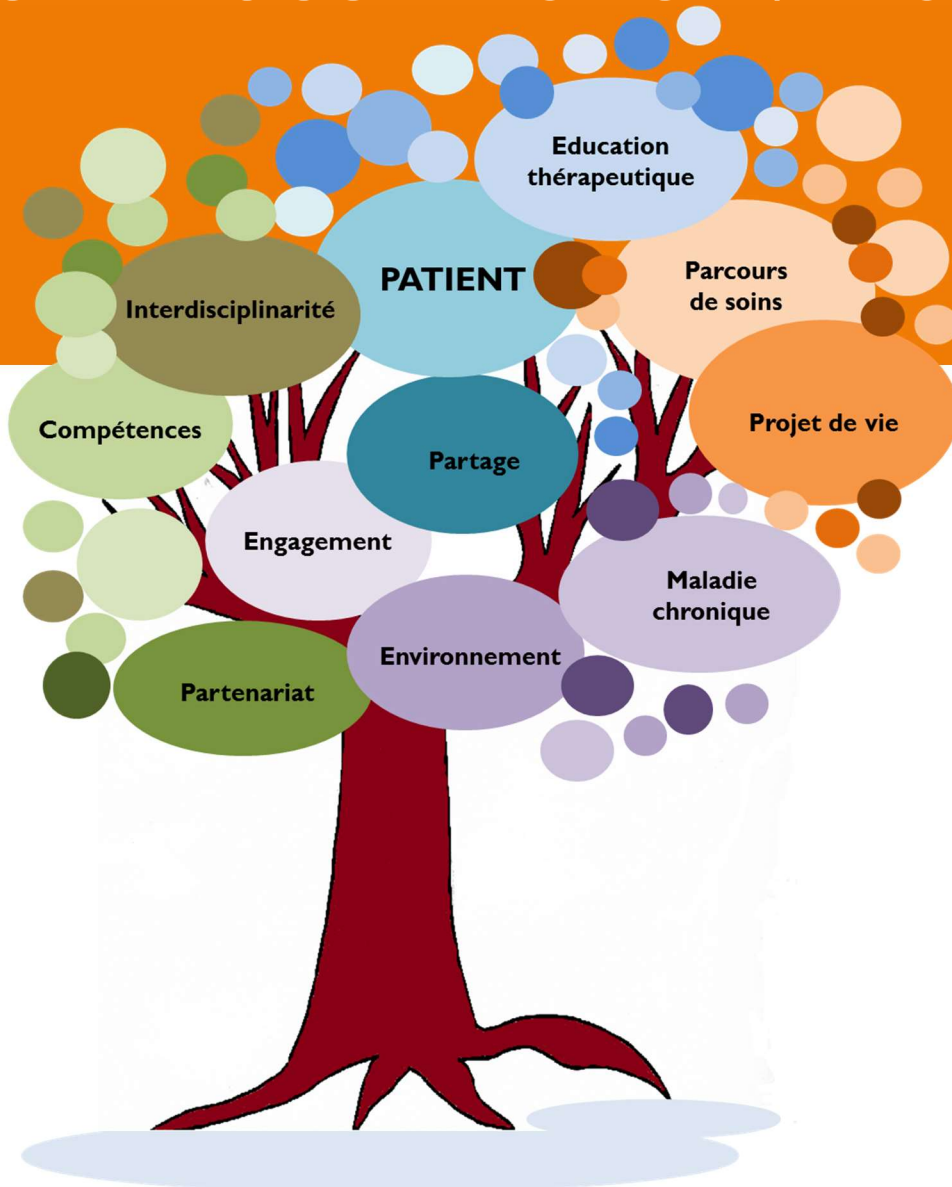 Education
thérapeutique
PATIENT
Parcours
de soins
Interdisciplinarité
Compétences
Projet de vie
Partage
Engagement
Maladie
chronique
Environnement
Partenariat